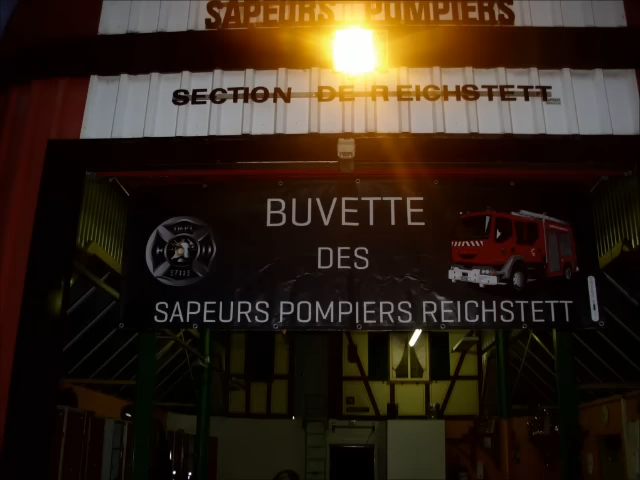 SAPEURS POMPIERS
SECTION DE REICHSTETT
BUVETTE
DES
SAPEURS POMPIERS REICHSTETT